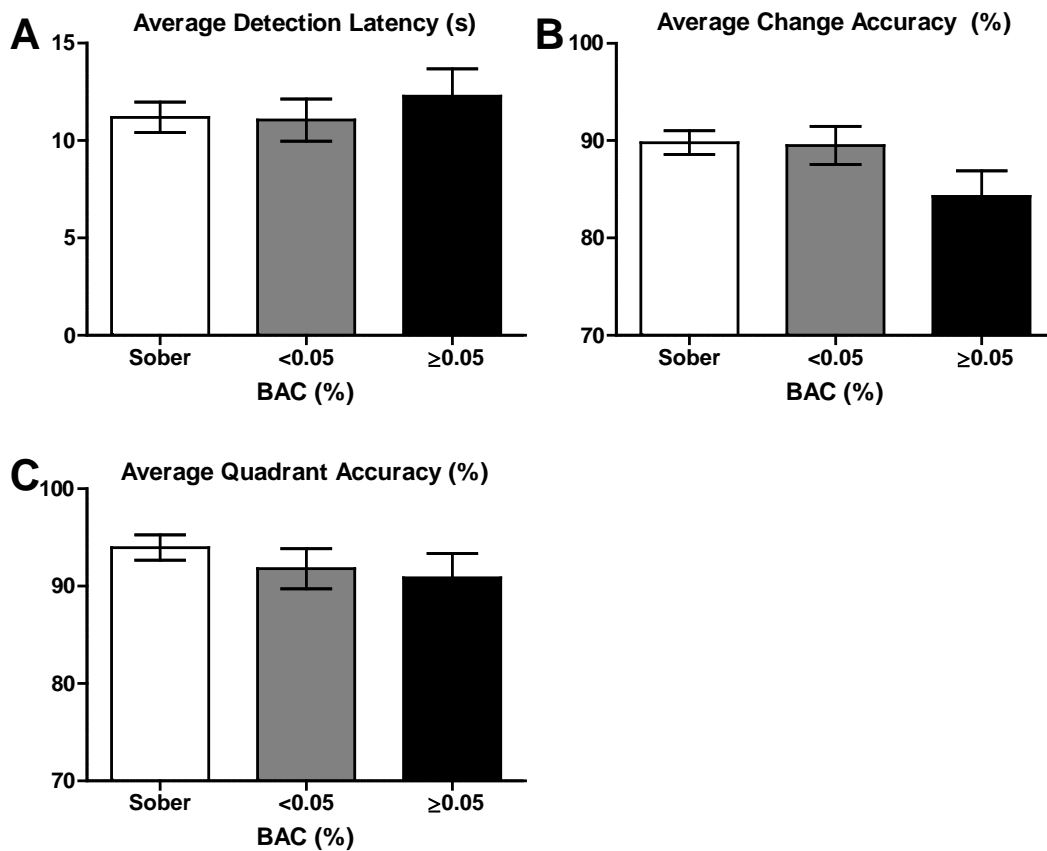 A
Average Detection Latency (s)
15
10
5
0
Sober
<0.05
≥0.05
BAC (%)
B
Average Change Accuracy (%)
100
90
80
70
Sober
<0.05
≥0.05
BAC (%)
C
Average Quadrant Accuracy (%)
100
90
80
70
Sober
<0.05
≥0.05
BAC (%)